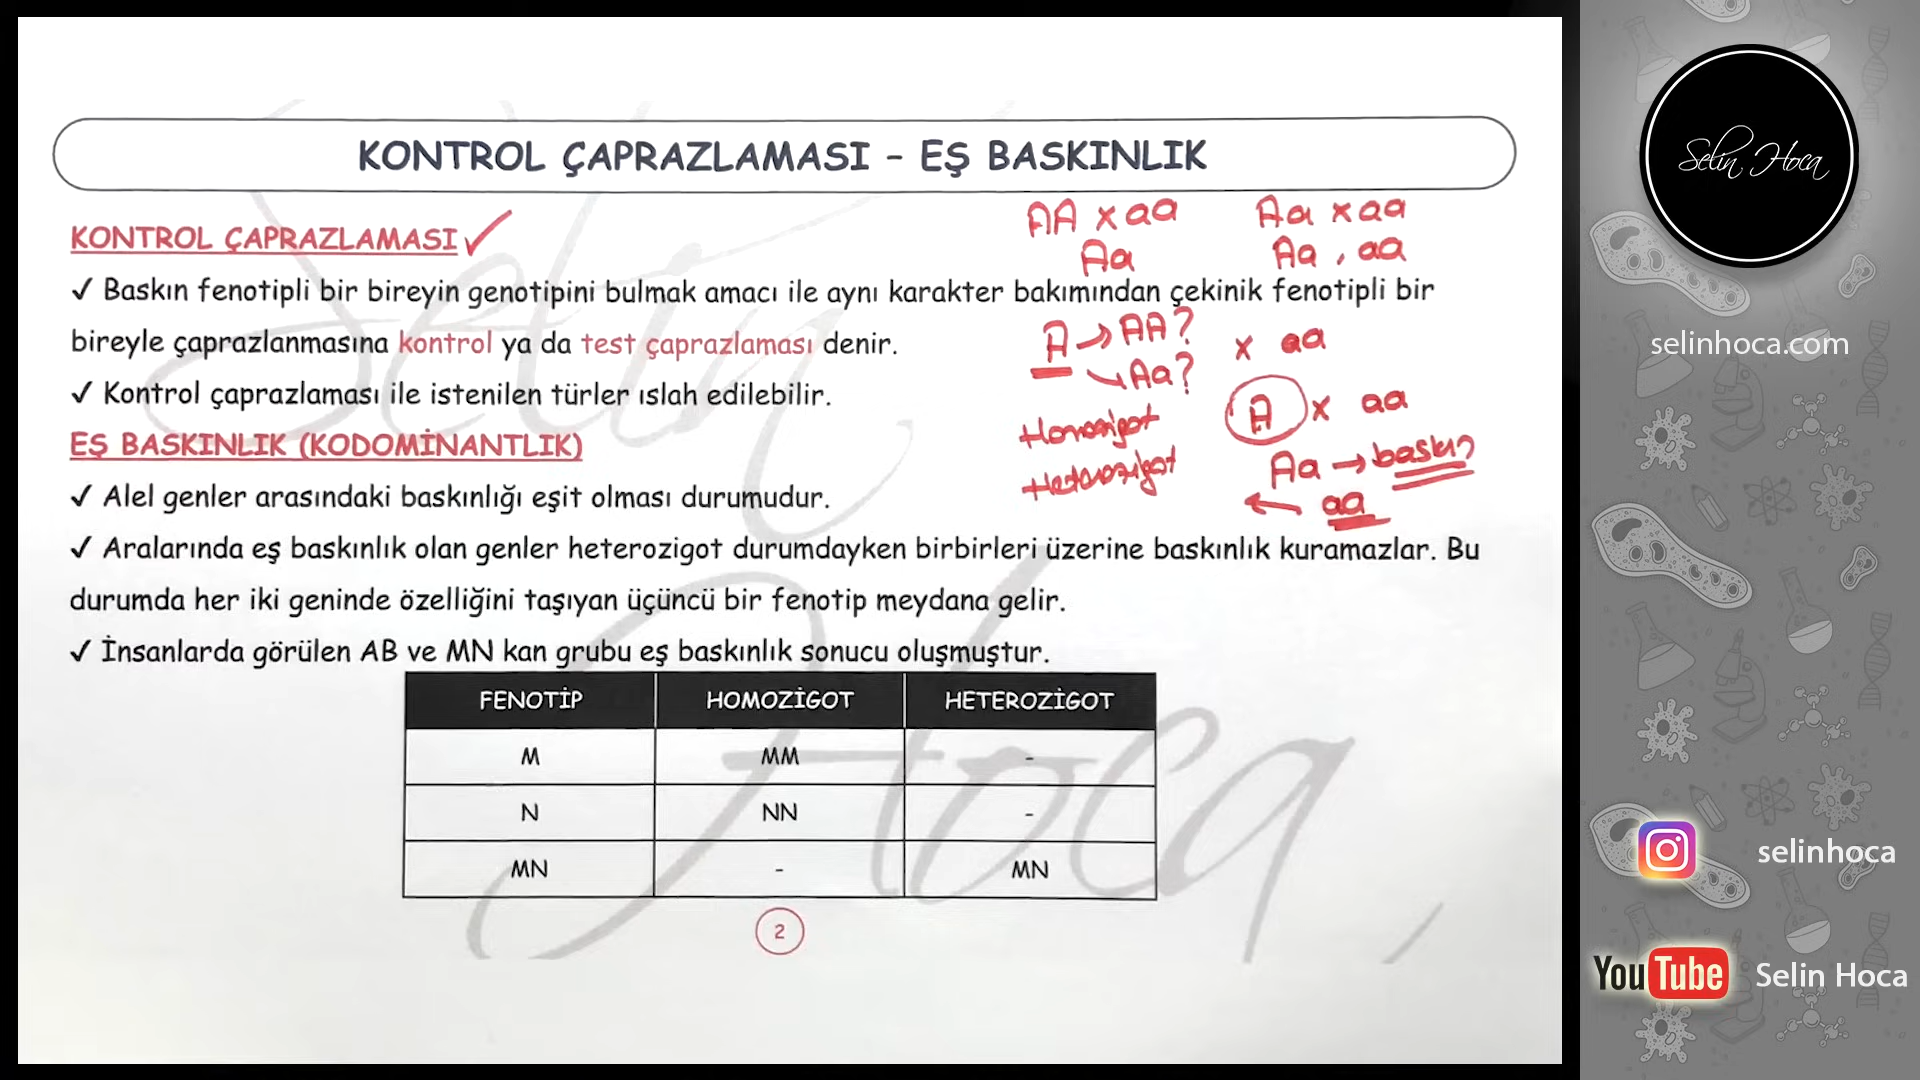 KONTROL ÇAPRAZLAMASI – EŞ BASKINLIK
KONTROL ÇAPRAZLAMASI ✓
AA x aa
Aa
Aa x aa
Aa , aa
✓ Baskın fenotipli bir bireyin genotipini bulmak amacı ile aynı karakter bakımından çekinik fenotipli bir
bireyle çaprazlanmasına kontrol ya da test çaprazlaması denir.
A → AA?
→ Aa?
x aa
✓ Kontrol çaprazlaması ile istenilen türler ıslah edilebilir.
A x aa
Homozigot
Heterozigot
Aa → baskın
← aa
EŞ BASKINLIK (KODOMİNANTLIK)
✓ Alel genler arasındaki baskınlığı eşit olması durumudur.
✓ Aralarında eş baskınlık olan genler heterozigot durumdayken birbirleri üzerine baskınlık kuramazlar. Bu
durumda her iki geninde özelliğini taşıyan üçüncü bir fenotip meydana gelir.
✓ İnsanlarda görülen AB ve MN kan grubu eş baskınlık sonucu oluşmuştur.
FENOTİP HOMOZİGOT HETEROZİGOT
M MM -
N NN -
MN - MN
2
Selin Hoca
Selin Hoca
selinhoca.com
selinhoca
YouTube Selin Hoca